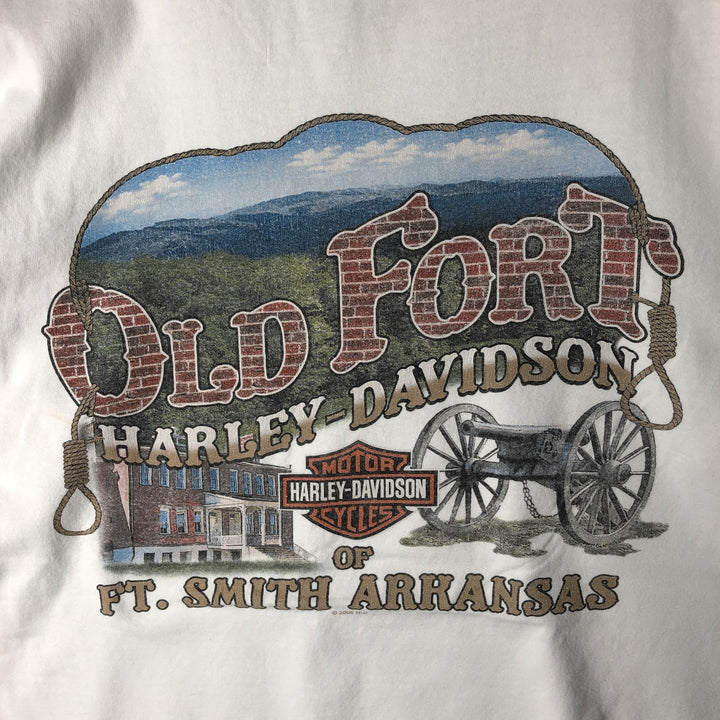 OLD FORT
HARLEY-DAVIDSON
MOTOR
HARLEY-DAVIDSON
CYCLES
OF
FT. SMITH ARKANSAS